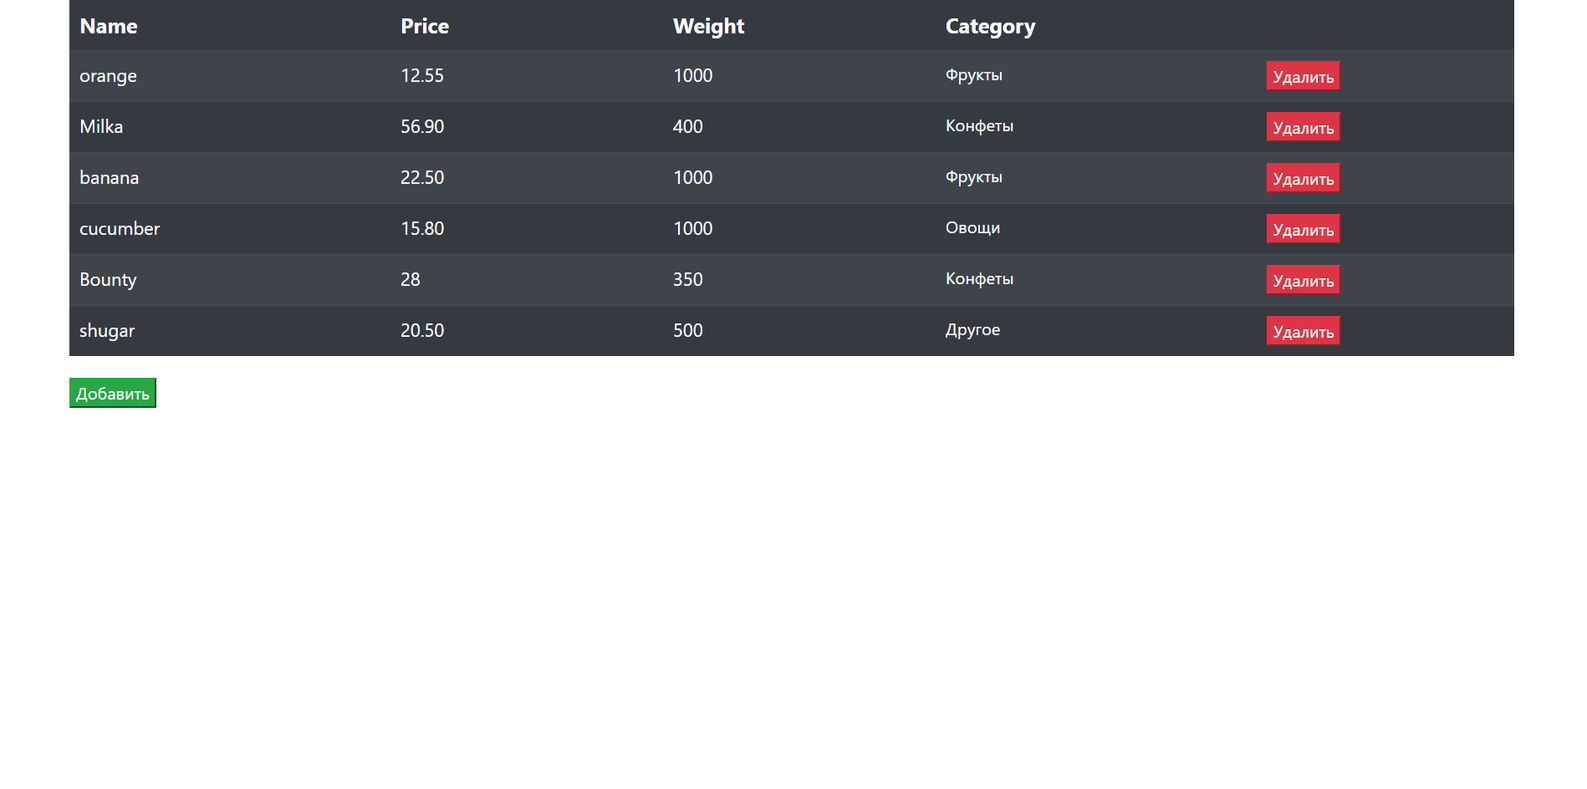 Name Price Weight Category
orange 12.55 1000 Фрукты Удалить
Milka 56.90 400 Конфеты Удалить
banana 22.50 1000 Фрукты Удалить
cucumber 15.80 1000 Овощи Удалить
Bounty 28 350 Конфеты Удалить
shugar 20.50 500 Другое Удалить
Добавить